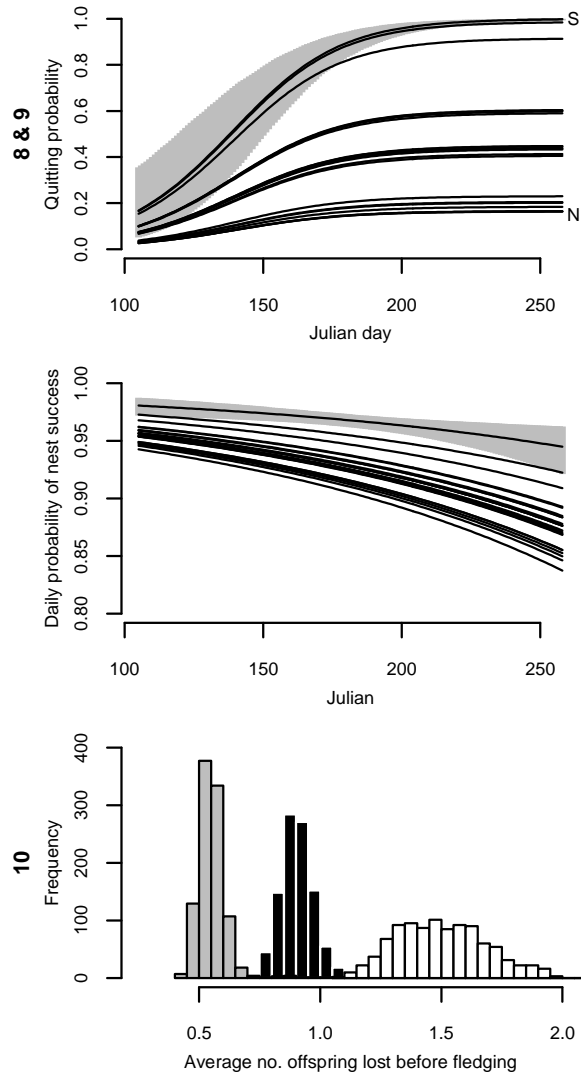 8 & 9
Quitting probability
1.0
0.8
0.6
0.4
0.2
0.0
S
N
100 150 200 250
Julian day
Daily probability of nest success
1.00
0.95
0.90
0.85
0.80
100 150 200 250
Julian
10
Frequency
400
300
200
100
0
0.5 1.0 1.5 2.0
Average no. offspring lost before fledging